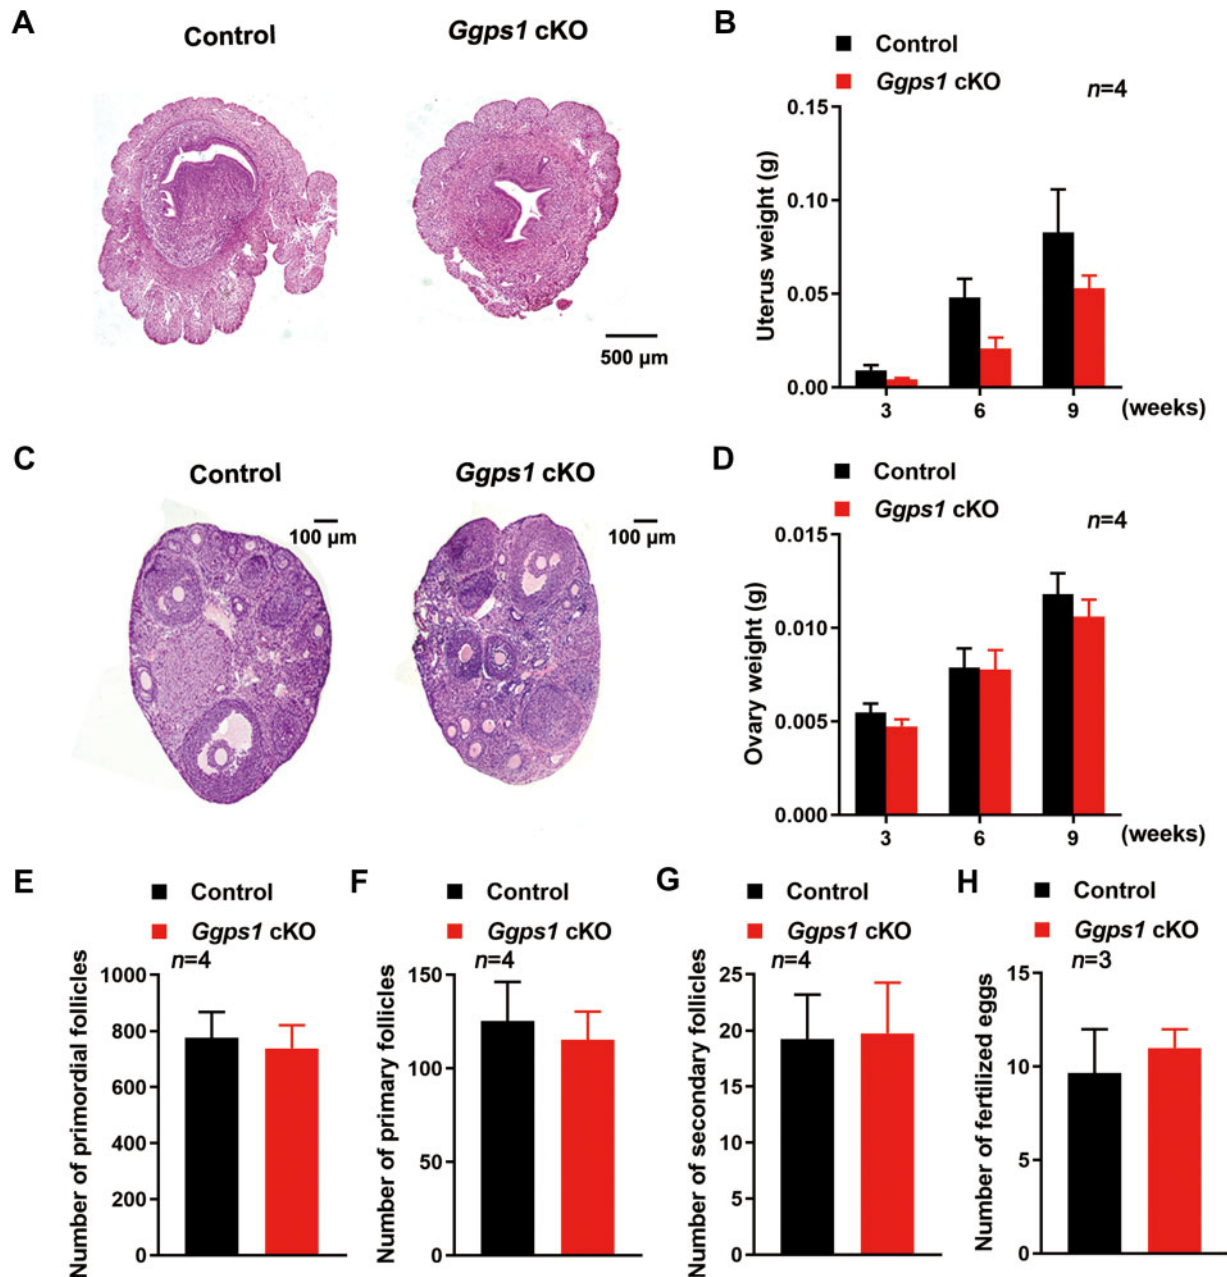 A
Control
Ggps1 cKO
500 µm
B
Control
Ggps1 cKO
n=4
Uterus weight (g)
0.15
0.10
0.05
0.00
3 6 9 (weeks)
C
Control
Ggps1 cKO
100 µm
100 µm
D
Control
Ggps1 cKO
n=4
Ovary weight (g)
0.015
0.010
0.005
0.000
3 6 9 (weeks)
E
Control
Ggps1 cKO
n=4
Number of primordial follicles
1000
800
600
400
200
0
F
Control
Ggps1 cKO
n=4
Number of primary follicles
150
100
50
0
G
Control
Ggps1 cKO
n=4
Number of secondary follicles
25
20
15
10
5
0
H
Control
Ggps1 cKO
n=3
Number of fertilized eggs
15
10
5
0